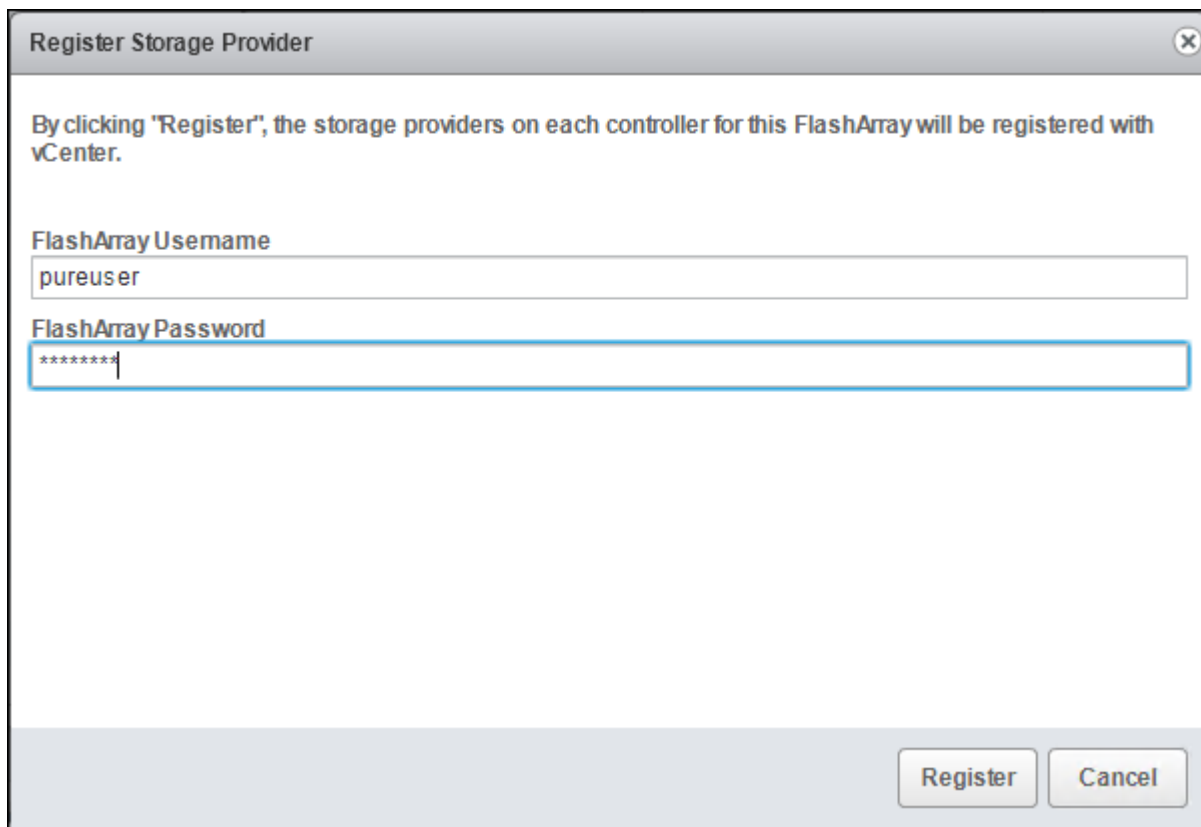 Register Storage Provider
By clicking "Register", the storage providers on each controller for this FlashArray will be registered with
vCenter.
FlashArray Username
pureuser
FlashArray Password
********
Register
Cancel